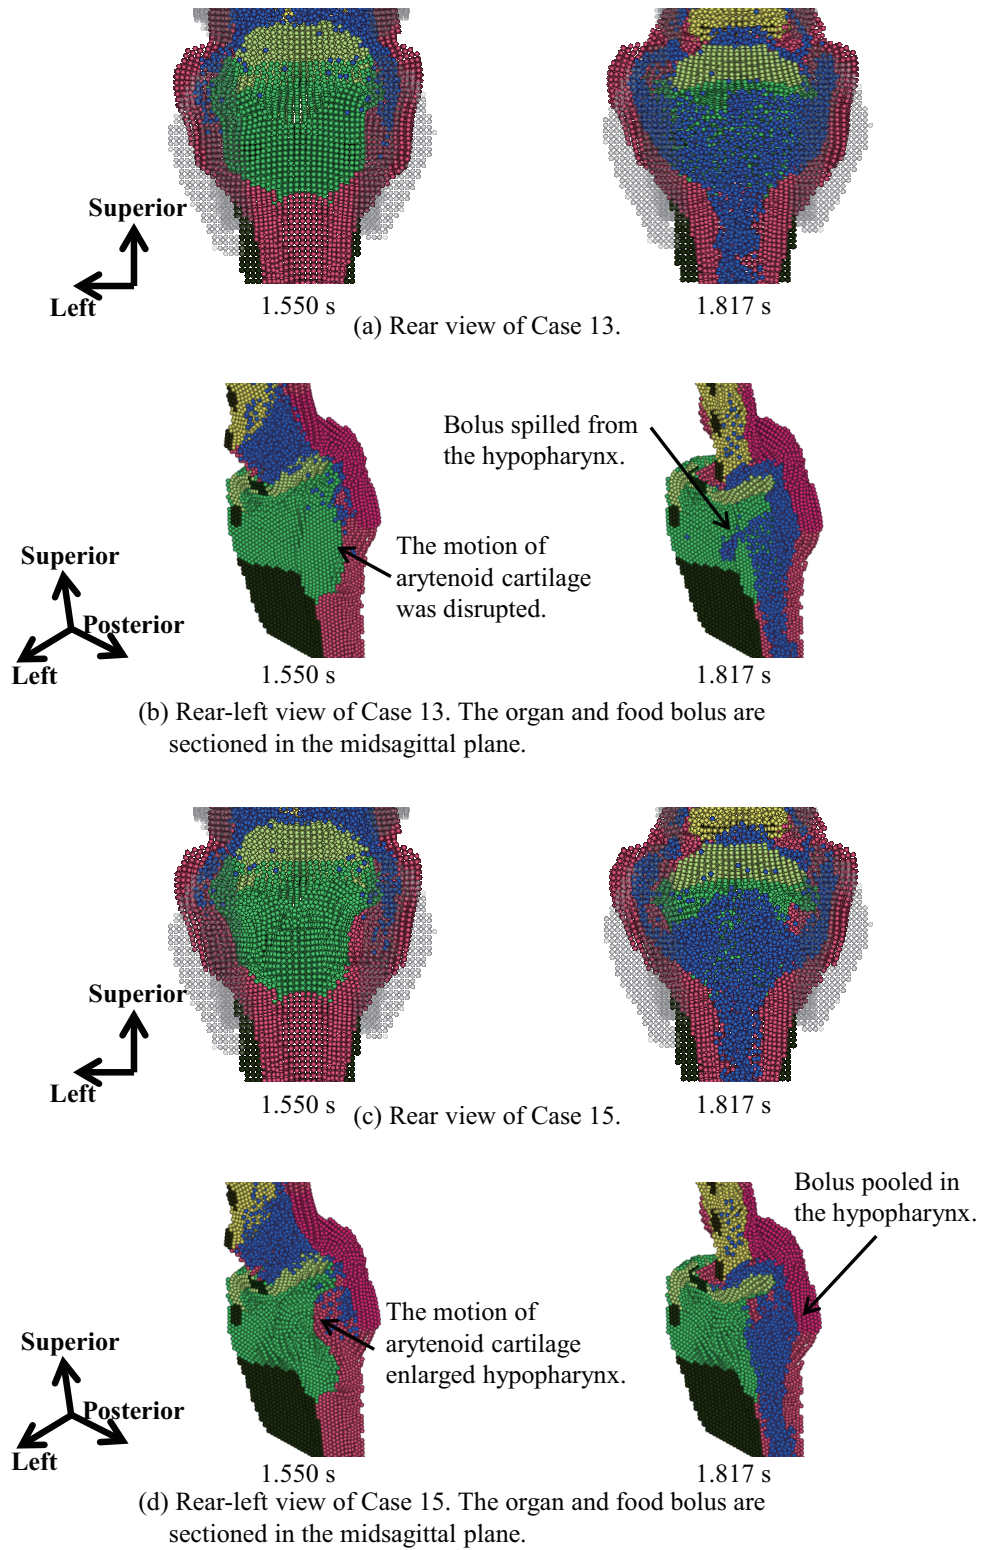 Superior
Left
1.550 s
1.817 s
(a) Rear view of Case 13.
Bolus spilled from
the hypopharynx.
The motion of
arytenoid cartilage
was disrupted.
Superior
Posterior
Left
1.550 s
1.817 s
(b) Rear-left view of Case 13. The organ and food bolus are
sectioned in the midsagittal plane.
Superior
Left
1.550 s
1.817 s
(c) Rear view of Case 15.
Bolus pooled in
the hypopharynx.
The motion of
arytenoid cartilage
enlarged hypopharynx.
Superior
Posterior
Left
1.550 s
1.817 s
(d) Rear-left view of Case 15. The organ and food bolus are
sectioned in the midsagittal plane.